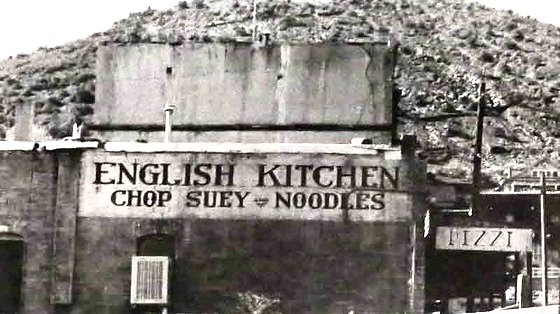 ENGLISH KITCHEN
CHOP SUEY NOODLES
PIZZI